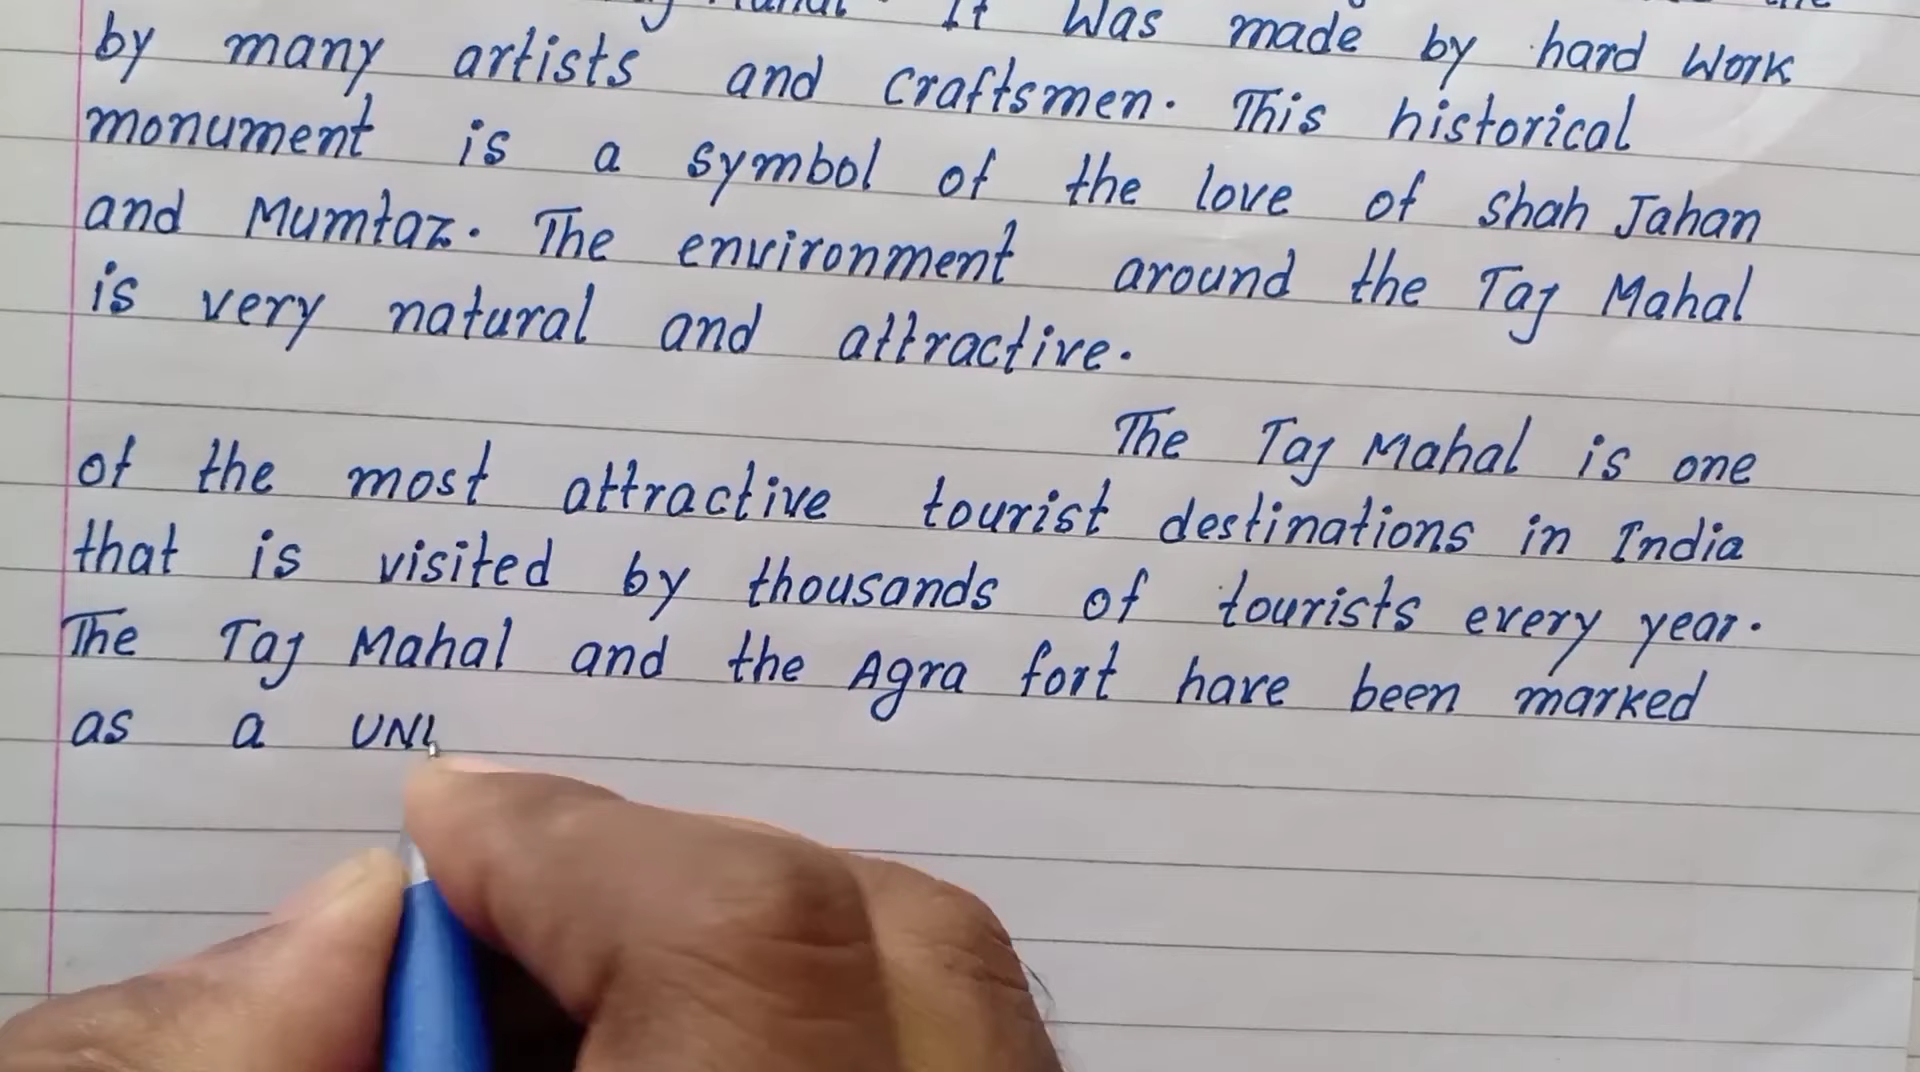 It was made by hard work
by many artists and craftsmen. This historical
monument is a symbol of the love of Shah Jahan
and Mumtaz. The environment around the Taj Mahal
is very natural and attractive.
The Taj Mahal is one
of the most attractive tourist destinations in India
that is visited by thousands of tourists every year.
The Taj Mahal and the Agra fort have been marked
as a UN